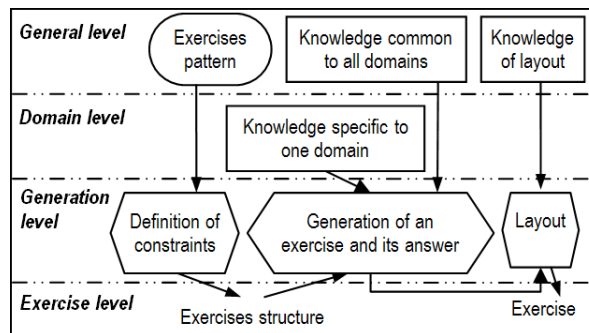 General level
Exercises
pattern
Knowledge common
to all domains
Knowledge
of layout
Domain level
Knowledge specific to
one domain
Generation
level
Definition of
constraints
Generation of an
exercise and its answer
Layout
Exercise level
Exercises structure
Exercise